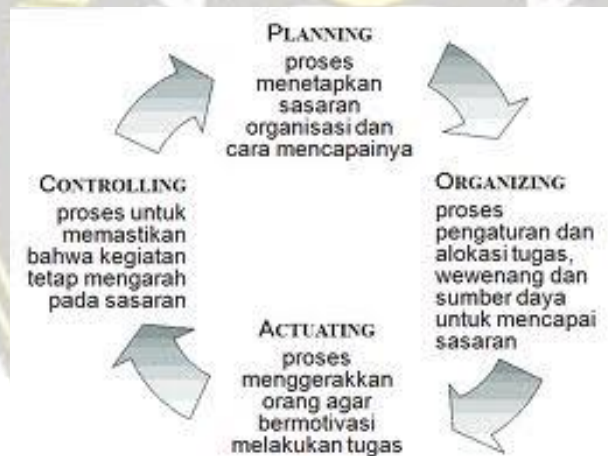 PLANNING
proses
menetapkan
sasaran
organisasi dan
cara mencapainya
ORGANIZING
proses
pengaturan dan
alokasi tugas,
wewenang dan
sumber daya
untuk mencapai
sasaran
ACTUATING
proses
menggerakkan
orang agar
bermotivasi
melakukan tugas
CONTROLLING
proses untuk
memastikan
bahwa kegiatan
tetap mengarah
pada sasaran